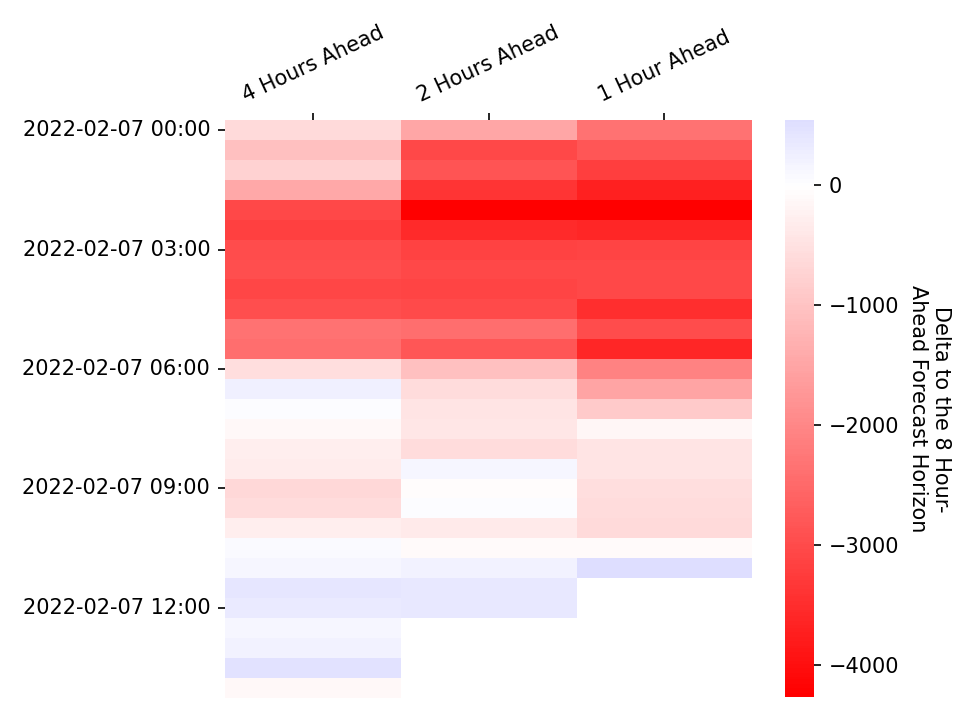 4 Hours Ahead
2 Hours Ahead
1 Hour Ahead
2022-02-07 00:00
2022-02-07 03:00
2022-02-07 06:00
2022-02-07 09:00
2022-02-07 12:00
0
−1000
−2000
−3000
−4000
Delta to the 8 Hour-
Ahead Forecast Horizon